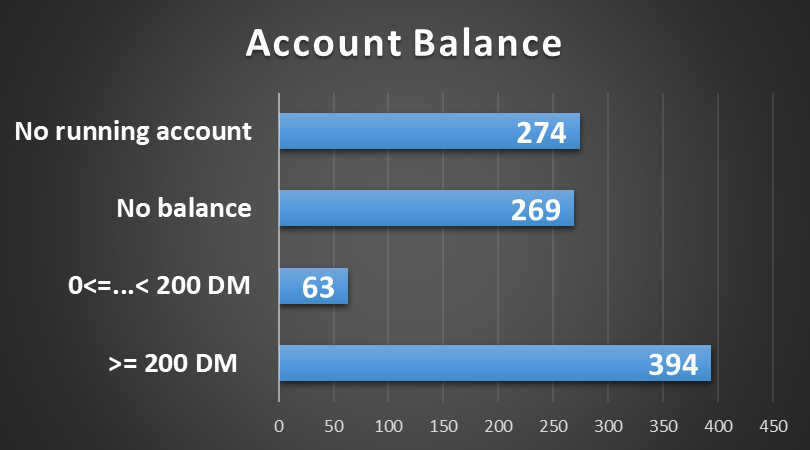 Account Balance
No running account 274
No balance 269
0<=...< 200 DM 63
>= 200 DM 394
0 50 100 150 200 250 300 350 400 450